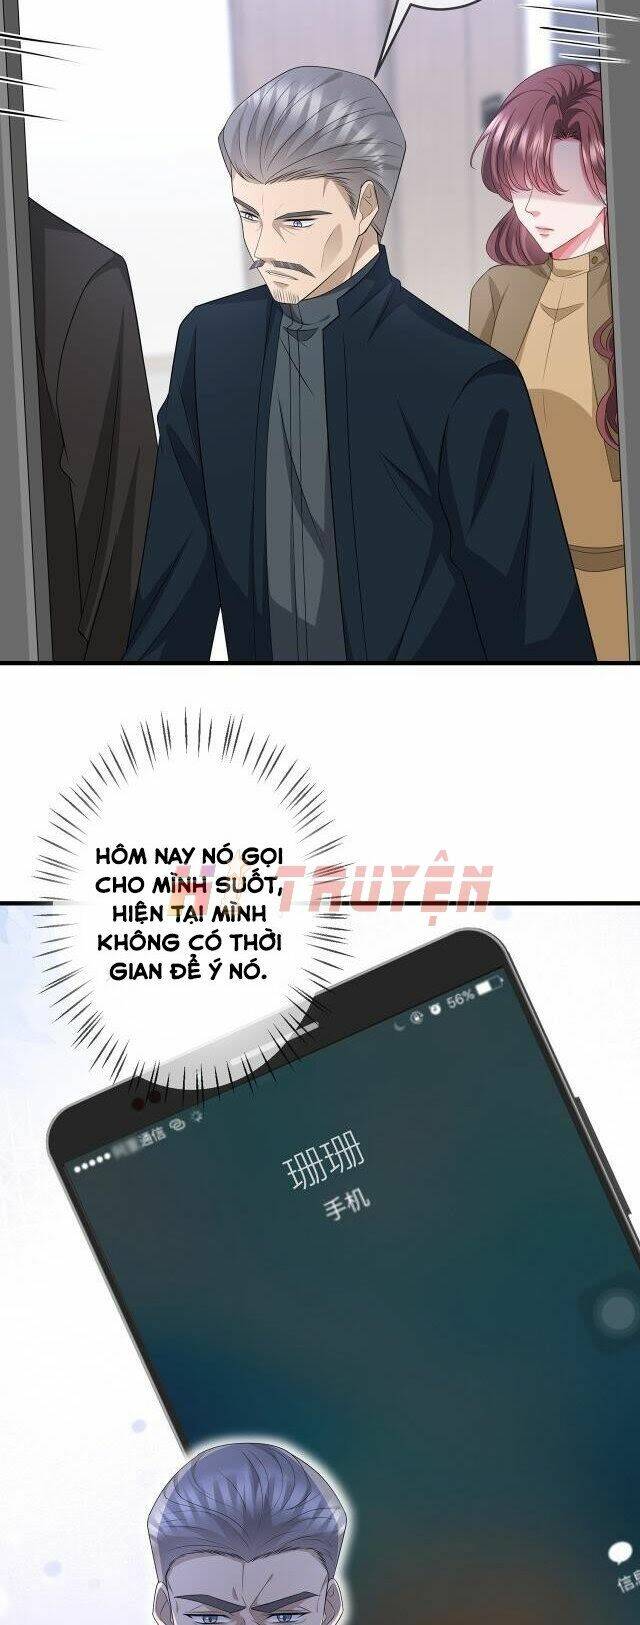 HÔM NAY NÓ GỌI
CHO MÌNH SUỐT,
HIỆN TẠI MÌNH
KHÔNG CÓ THỜI
GIAN ĐỂ Ý NÓ.
TRUYỆN
56%
通信
珊珊
手机
信息